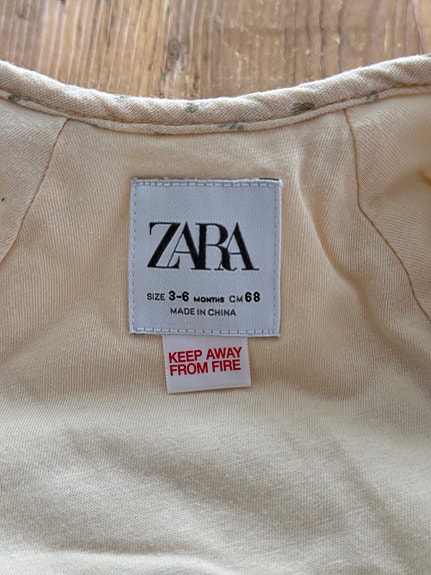 ZARA
SIZE 3-6 MONTHS CM 68
MADE IN CHINA
KEEP AWAY
FROM FIRE